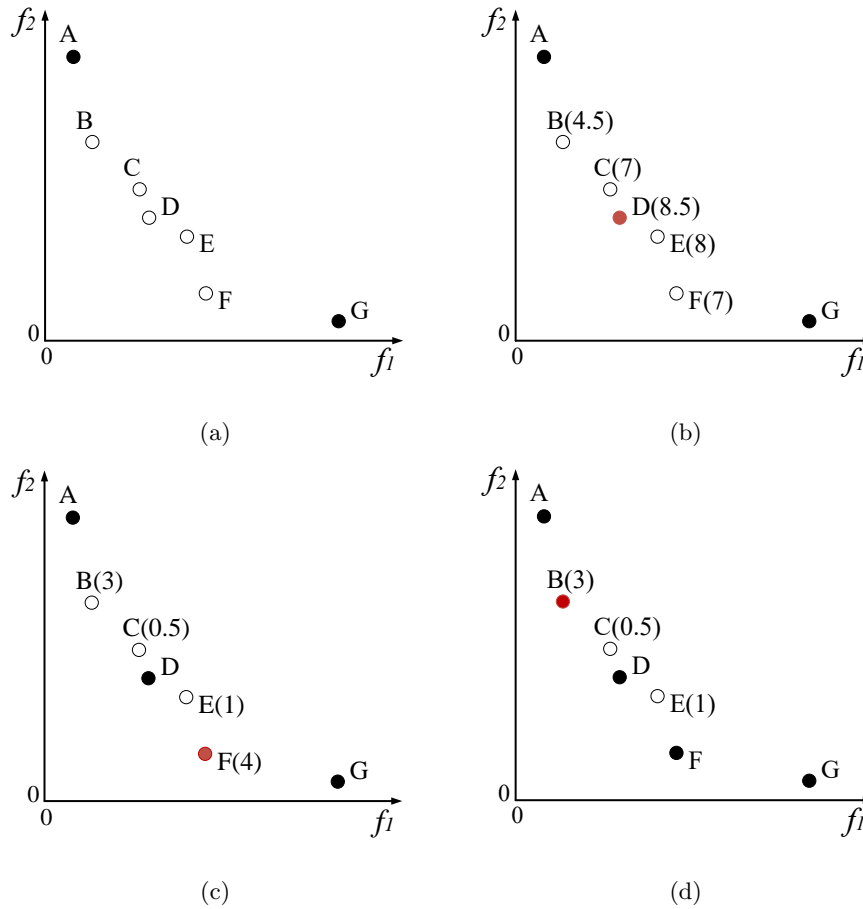 f2
A
B
C
D
E
F
G
0
0
f1
(a)
f2
A
B(4.5)
C(7)
D(8.5)
E(8)
F(7)
G
0
0
f1
(b)
f2
A
B(3)
C(0.5)
D
E(1)
F(4)
G
0
0
f1
(c)
f2
A
B(3)
C(0.5)
D
E(1)
F
G
0
0
f1
(d)